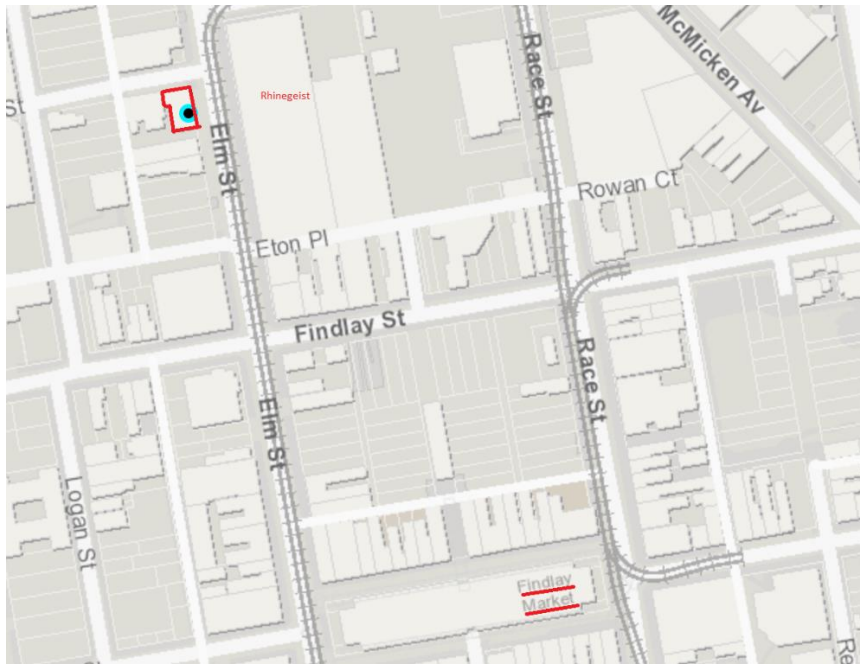 McMicken Av
Race St
Rhinegeist
St
Elm St
Rowan Ct
Eton Pl
Findlay St
Race St
Elm St
Logan St
Findlay
Market
Re